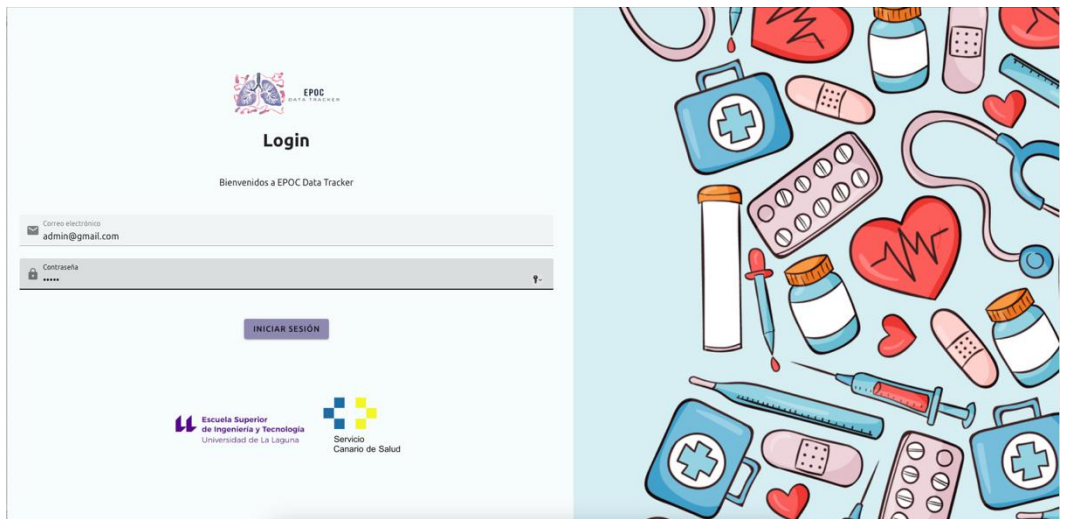 EPOC
DATA TRACKER
Login
Bienvenidos a EPOC Data Tracker
Correo electrónico
admin@gmail.com
Contraseña
•••••
INICIAR SESIÓN
Escuela Superior
de Ingeniería y Tecnología
Universidad de La Laguna
Servicio
Canario de Salud